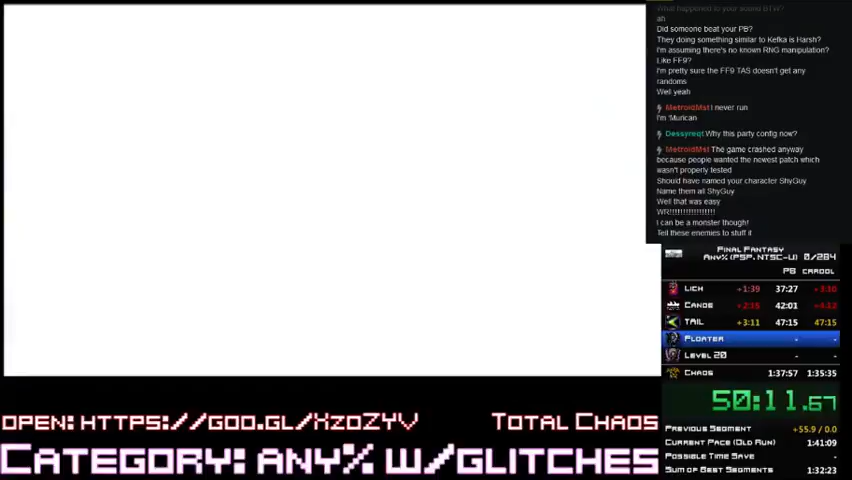 What happened to your sound BTW?
ah
Did someone beat your PB?
They doing something similar to Kefka is Harsh?
I'm assuming there's no known RNG manipulation?
Like FF9?
I'm pretty sure the FF9 TAS doesn't get any
randoms
Well yeah
MetroidMst I never run
I'm 'Murican
Dessyreqt Why this party config now?
MetroidMst The game crashed anyway
because people wanted the newest patch which
wasn't properly tested
Should have named your character ShyGuy
Name them all ShyGuy
Well that was easy
WR!!!!!!!!!!!!!!!!!
I can be a monster though!
Tell these enemies to stuff it
Final Fantasy
Any% (PSP, NTSC-U) 0/284
PB
Lich +1:39 37:27
Canoe 42:01
Tail +3:11 47:15 47:15
Floater - -
Level 20 - -
Chaos 1:37:57 1:35:35
50:11.67
Previous Segment +55.9 / 0.0
Current Pace (Old Run) 1:41:09
Possible Time Save -
Sum of Best Segments 1:32:23
open: https://goo.gl/XzoZYV Total Chaos
Category: any% w/glitches